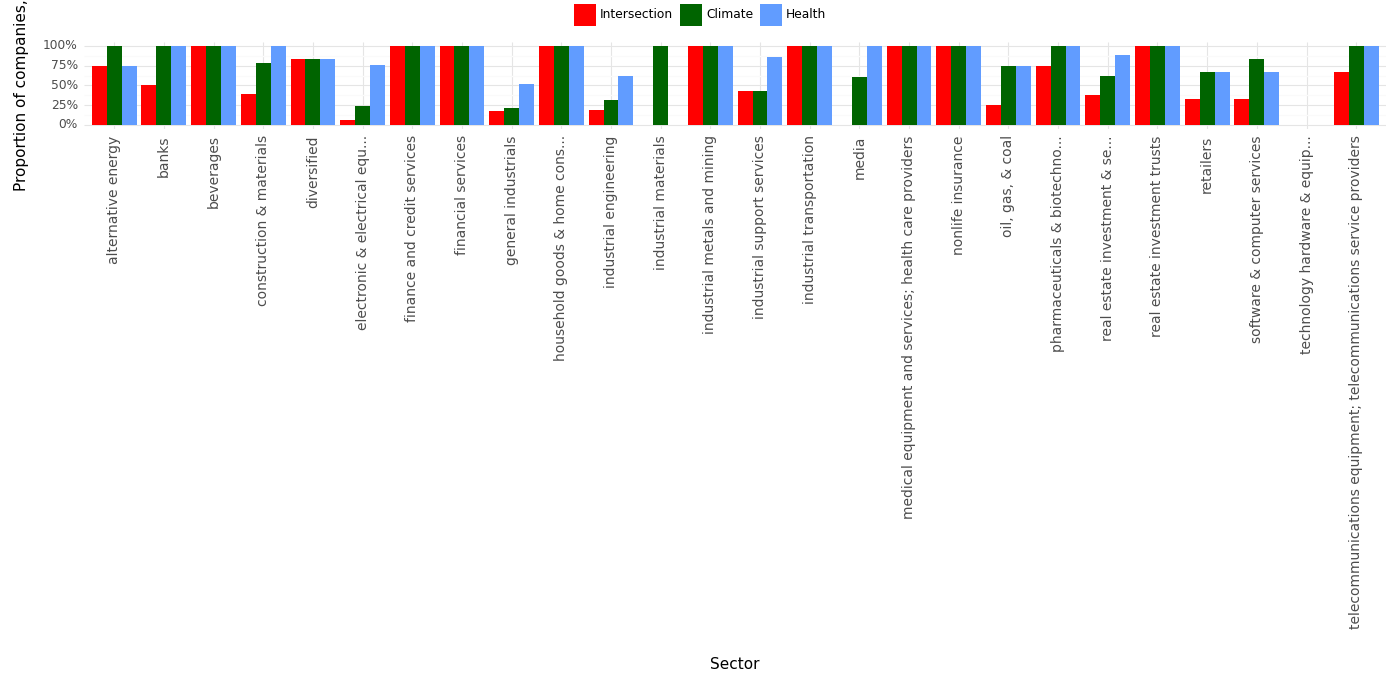 Intersection Climate Health
Proportion of companies,
100%
75%
50%
25%
0%
alternative energy
banks
beverages
construction & materials
diversified
electronic & electrical equ...
finance and credit services
financial services
general industrials
household goods & home cons...
industrial engineering
industrial materials
industrial metals and mining
industrial support services
industrial transportation
media
medical equipment and services; health care providers
nonlife insurance
oil, gas, & coal
pharmaceuticals & biotechno...
real estate investment & se...
real estate investment trusts
retailers
software & computer services
technology hardware & equip...
telecommunications equipment; telecommunications service providers
Sector